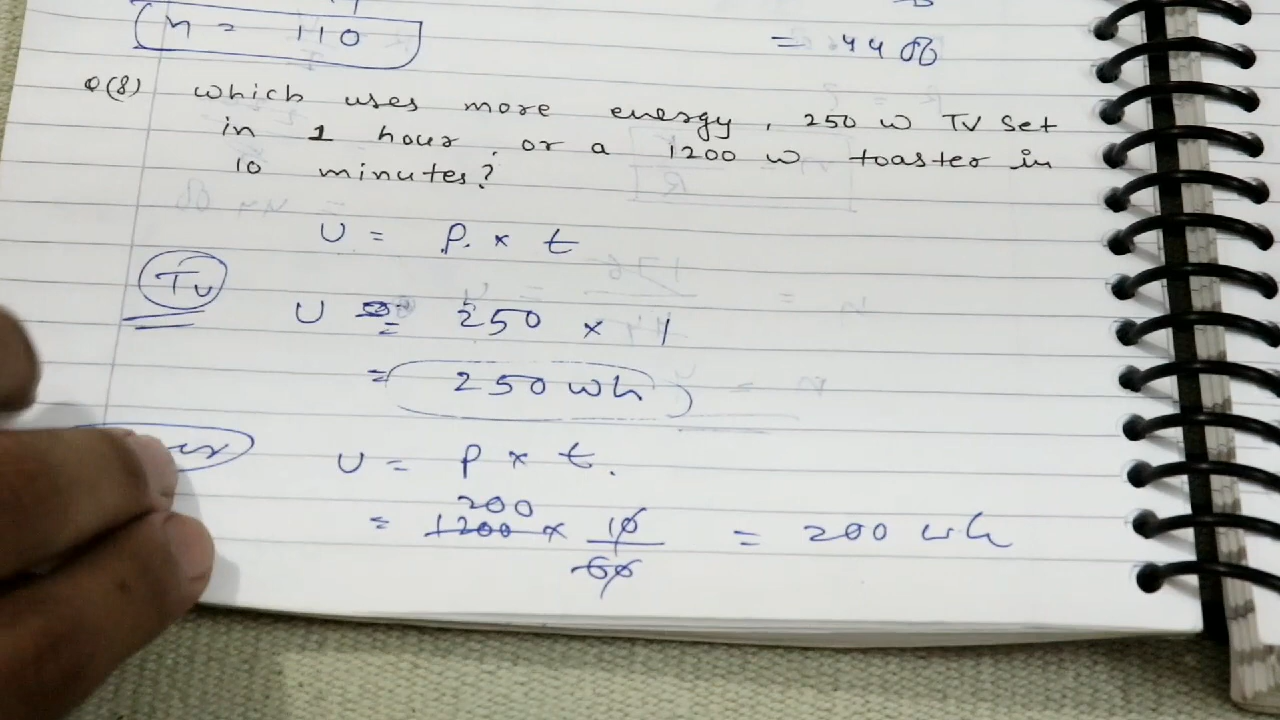 n = 110
= 44 Ω
Q(8) which uses more energy, 250 W TV Set
in 1 hour, or a 1200 W toaster in
10 minutes?
U = P × t
TV
U = 250 × 1
= 250 Wh
U = P × t.
200
= 1200 × 10/60 = 200 Wh